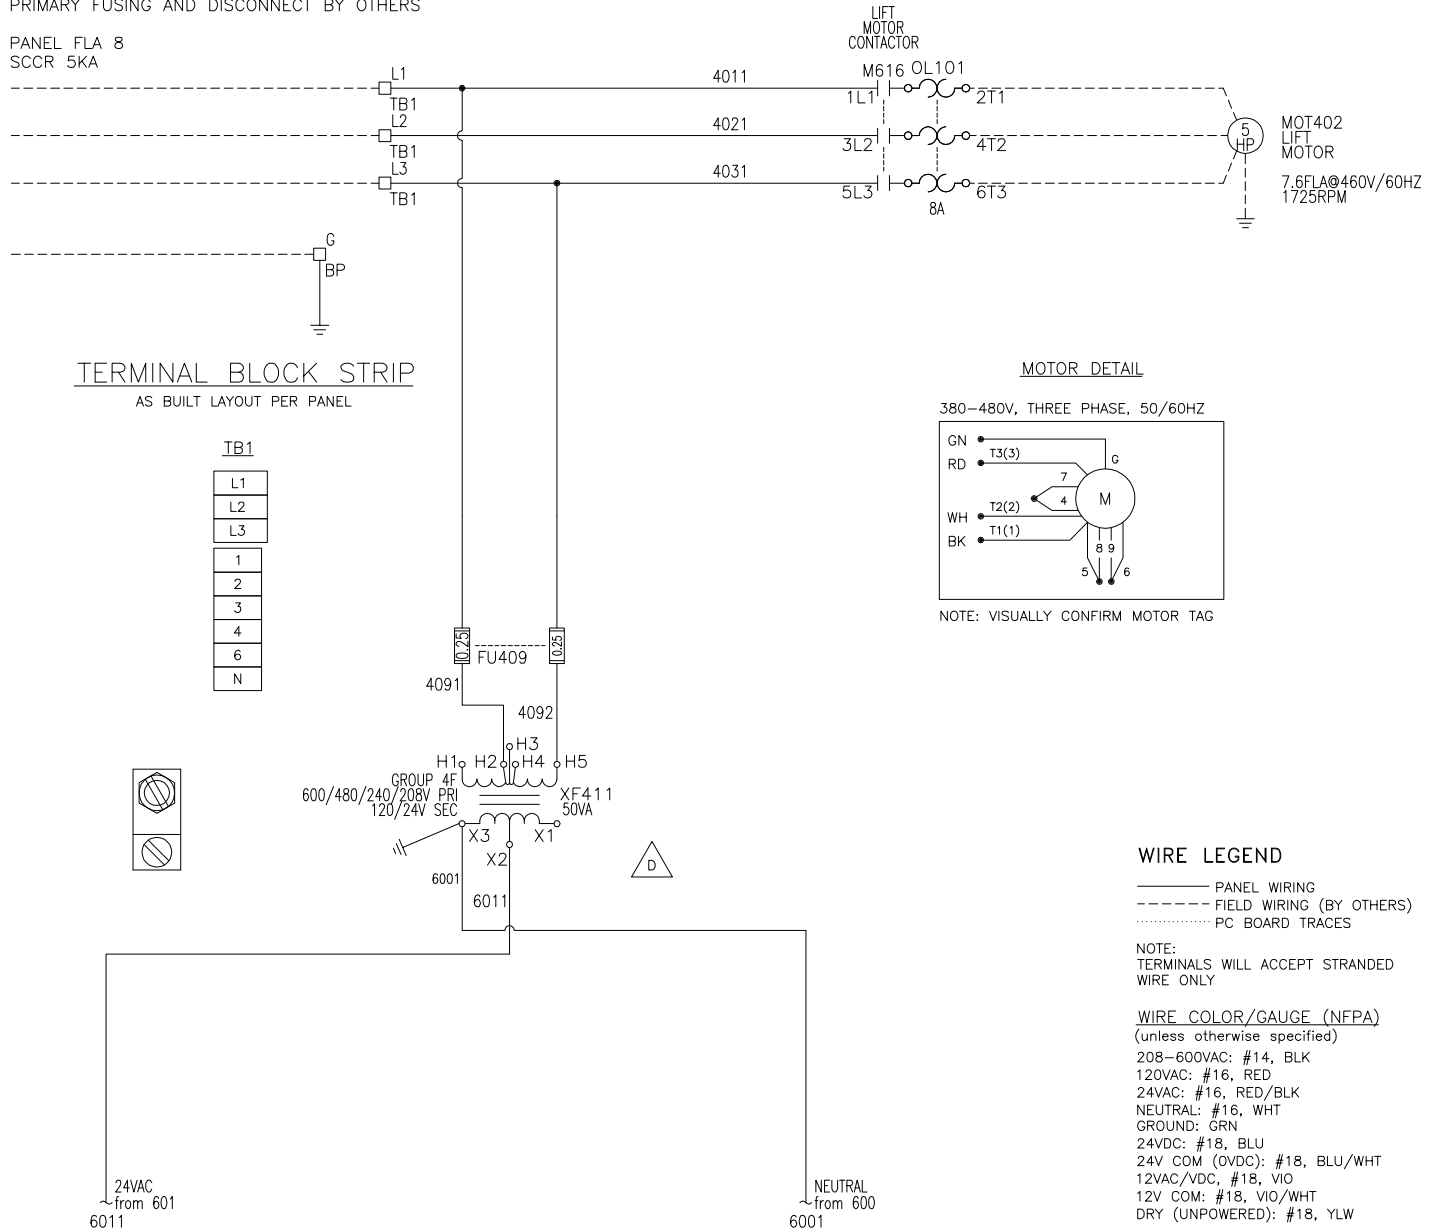 PRIMARY FUSING AND DISCONNECT BY OTHERS
PANEL FLA 8
SCCR 5KA
LIFT
MOTOR
CONTACTOR
L1
TB1
4011
M616
OL101
1L1
2T1
L2
TB1
4021
3L2
4T2
L3
TB1
4031
5L3
6T3
8A
5
HP
MOT402
LIFT
MOTOR
7.6FLA@460V/60HZ
1725RPM
G
BP
TERMINAL BLOCK STRIP
AS BUILT LAYOUT PER PANEL
TB1
L1
L2
L3
1
2
3
4
6
N
MOTOR DETAIL
380-480V, THREE PHASE, 50/60HZ
GN
RD
T3(3)
G
7
4
M
WH
T2(2)
BK
T1(1)
8 9
5
6
NOTE: VISUALLY CONFIRM MOTOR TAG
0.25
0.25
FU409
4091
4092
H3
H1
H2
H4
H5
GROUP 4F
600/480/240/208V PRI
120/24V SEC
XF411
50VA
X3
X1
X2
6001
6011
D
WIRE LEGEND
PANEL WIRING
FIELD WIRING (BY OTHERS)
PC BOARD TRACES
NOTE:
TERMINALS WILL ACCEPT STRANDED
WIRE ONLY
WIRE COLOR/GAUGE (NFPA)
(unless otherwise specified)
208-600VAC: #14, BLK
120VAC: #16, RED
24VAC: #16, RED/BLK
NEUTRAL: #16, WHT
GROUND: GRN
24VDC: #18, BLU
24V COM (0VDC): #18, BLU/WHT
12VAC/VDC, #18, VIO
12V COM: #18, VIO/WHT
DRY (UNPOWERED): #18, YLW
24VAC
from 601
6011
NEUTRAL
from 600
6001